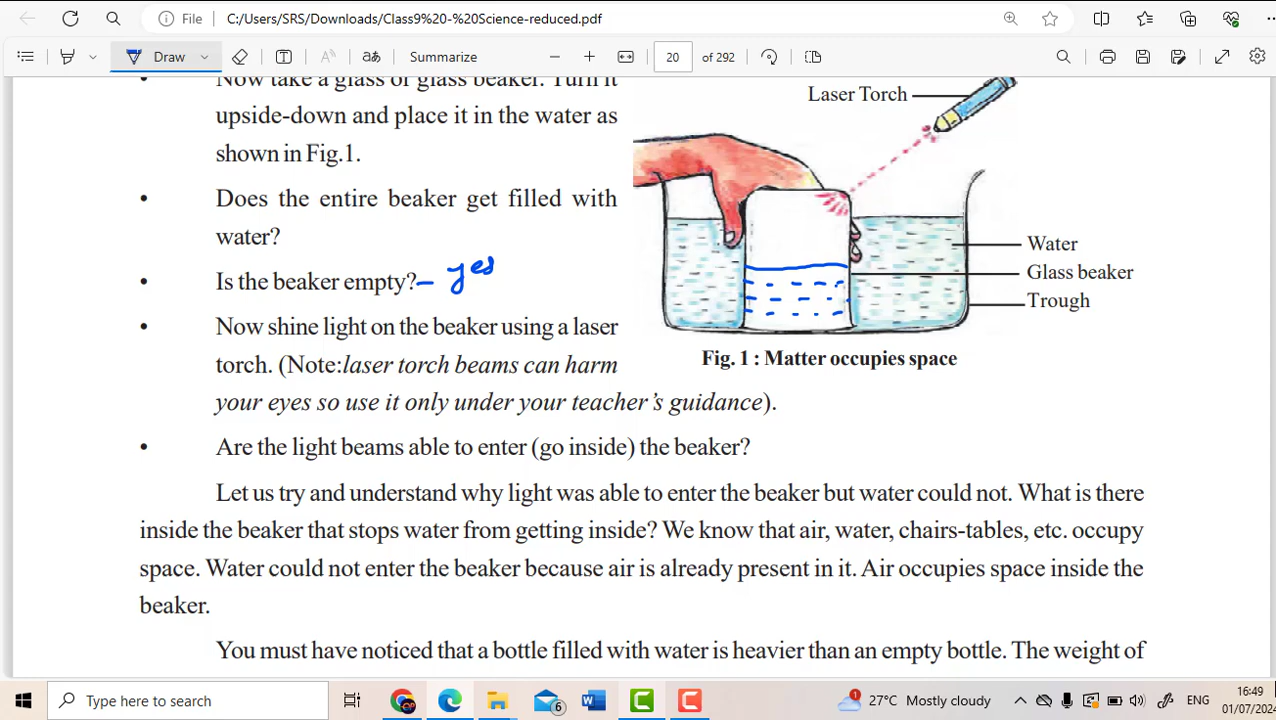 File
C:/Users/SRS/Downloads/Class9%20-%20Science-reduced.pdf
Draw
T
aあ
Summarize
20 of 292
Now take a glass or glass beaker. Turn it
upside-down and place it in the water as
shown in Fig.1.
• Does the entire beaker get filled with
water?
• Is the beaker empty? – yes
• Now shine light on the beaker using a laser
torch. (Note:laser torch beams can harm
your eyes so use it only under your teacher's guidance).
• Are the light beams able to enter (go inside) the beaker?
Laser Torch
Water
Glass beaker
Trough
Fig. 1 : Matter occupies space
Let us try and understand why light was able to enter the beaker but water could not. What is there
inside the beaker that stops water from getting inside? We know that air, water, chairs-tables, etc. occupy
space. Water could not enter the beaker because air is already present in it. Air occupies space inside the
beaker.
You must have noticed that a bottle filled with water is heavier than an empty bottle. The weight of
Type here to search
6
W
C
C
1
27°C Mostly cloudy
ENG
16:49
01/07/2024